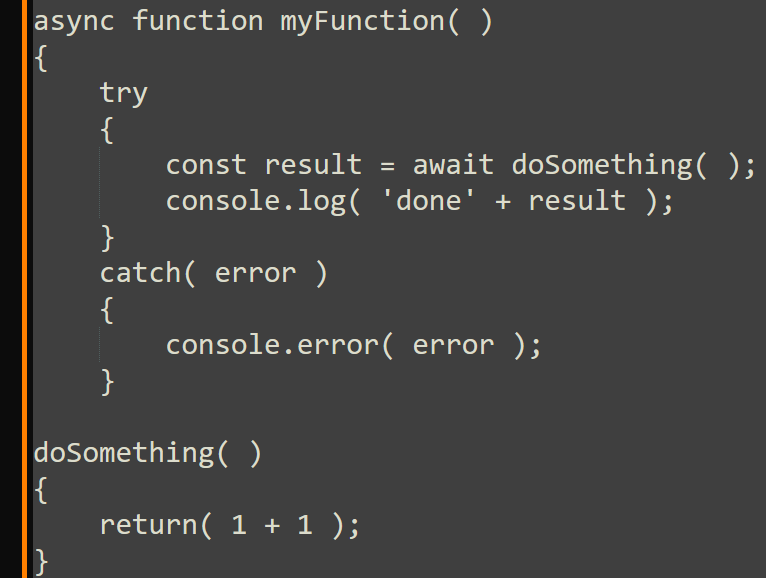 async function myFunction( )
{
    try
    {
        const result = await doSomething( );
        console.log( 'done' + result );
    }
    catch( error )
    {
        console.error( error );
    }

doSomething( )
{
    return( 1 + 1 );
}